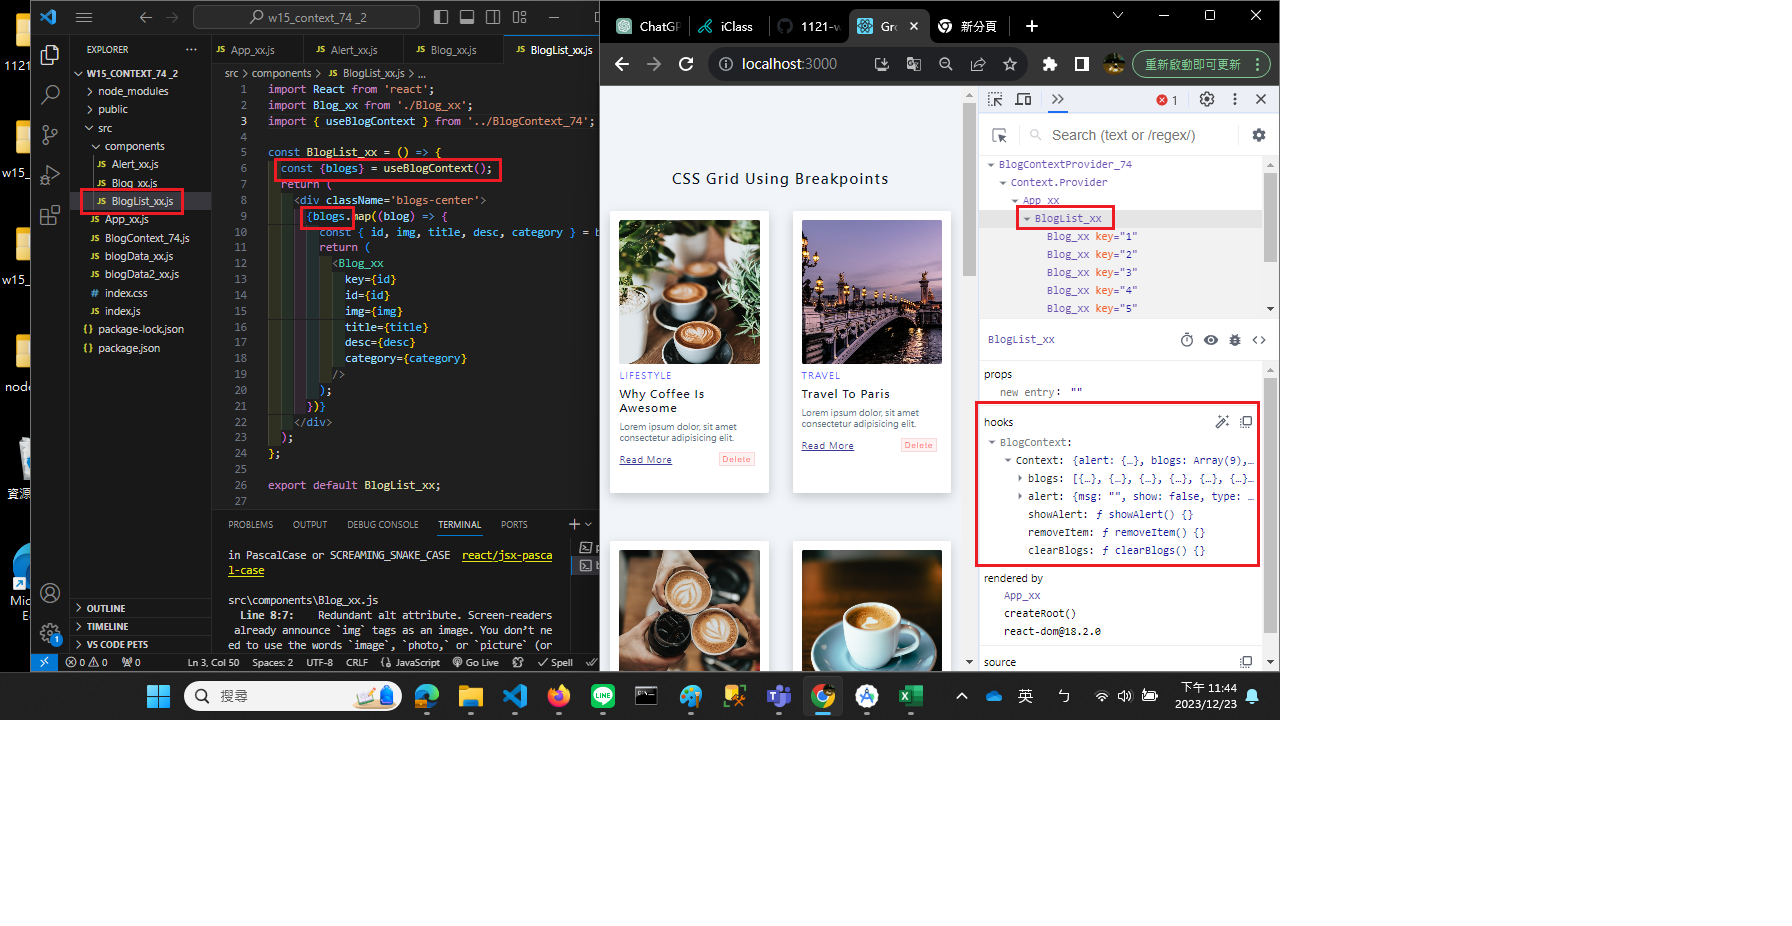 1121
w15_
w15_
node
資源
Mic
E
w15_context_74 _2
EXPLORER
W15_CONTEXT_74 _2
node_modules
public
src
components
Alert_xx.js
Blog_xx.js
BlogList_xx.js
App_xx.js
BlogContext_74.js
blogData_xx.js
blogData2_xx.js
# index.css
index.js
{} package-lock.json
{} package.json
OUTLINE
TIMELINE
VS CODE PETS
JS App_xx.js
JS Alert_xx.js
JS Blog_xx.js
JS BlogList_xx.js
src > components > JS BlogList_xx.js > ...
1 import React from 'react';
2 import Blog_xx from './Blog_xx';
3 import { useBlogContext } from '../BlogContext_74';
4
5 const BlogList_xx = () => {
6 const {blogs} = useBlogContext();
7 return (
8 <div className='blogs-center'>
9 {blogs.map((blog) => {
10 const { id, img, title, desc, category } = b
11 return (
12 <Blog_xx
13 key={id}
14 id={id}
15 img={img}
16 title={title}
17 desc={desc}
18 category={category}
19 />
20 );
21 })}
22 </div>
23 );
24 };
25
26 export default BlogList_xx;
27
PROBLEMS OUTPUT DEBUG CONSOLE TERMINAL PORTS
in PascalCase or SCREAMING_SNAKE_CASE react/jsx-pasca
l-case
src\components\Blog_xx.js
Line 8:7: Redundant alt attribute. Screen-readers
already announce `img` tags as an image. You don’t ne
ed to use the words `image`, `photo,` or `picture` (or
0 0 0 Ln 3, Col 50 Spaces: 2 UTF-8 CRLF {} JavaScript Go Live Spell
ChatGP
iClass
1121-w
Gr
新分頁
localhost:3000
重新啟動即可更新
CSS Grid Using Breakpoints
LIFESTYLE
Why Coffee Is
Awesome
Lorem ipsum dolor, sit amet
consectetur adipisicing elit.
Read More
Delete
TRAVEL
Travel To Paris
Lorem ipsum dolor, sit amet
consectetur adipisicing elit.
Read More
Delete
1
Search (text or /regex/)
BlogContextProvider_74
Context.Provider
App_xx
BlogList_xx
Blog_xx key="1"
Blog_xx key="2"
Blog_xx key="3"
Blog_xx key="4"
Blog_xx key="5"
BlogList_xx
props
new entry: ""
hooks
BlogContext:
Context: {alert: {…}, blogs: Array(9),…
blogs: [{…}, {…}, {…}, {…}, {…}, {…}…
alert: {msg: "", show: false, type: …
showAlert: ƒ showAlert() {}
removeItem: ƒ removeItem() {}
clearBlogs: ƒ clearBlogs() {}
rendered by
App_xx
createRoot()
react-dom@18.2.0
source
搜尋
英
ㄅ
下午 11:44
2023/12/23